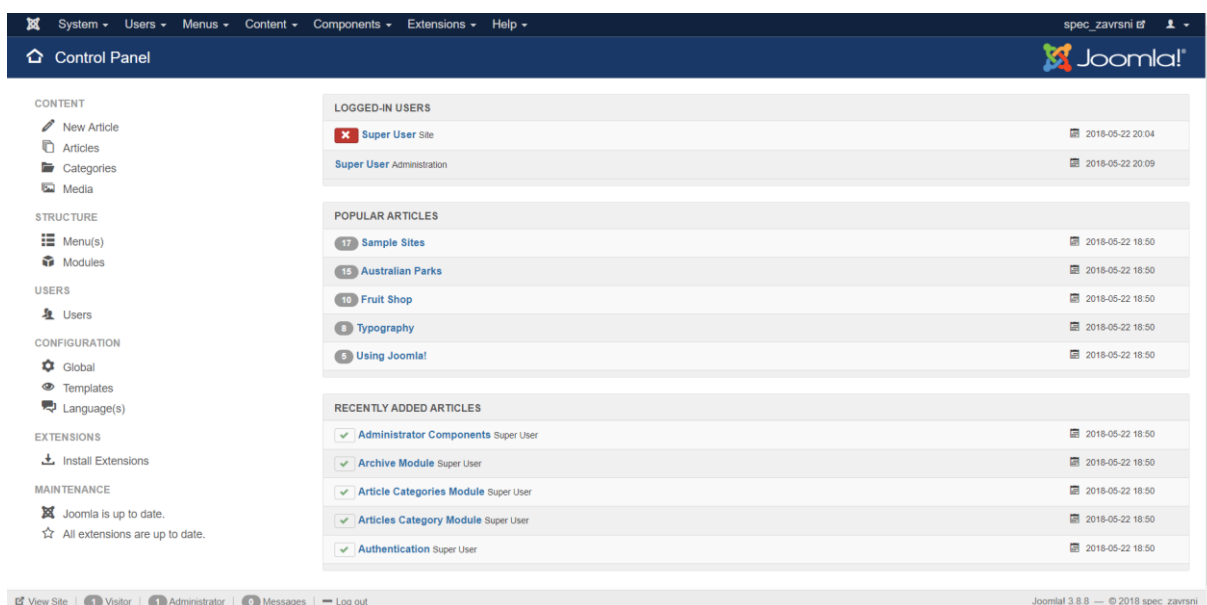 System Users Menus Content Components Extensions Help spec_zavrsni
Control Panel Joomla!®
CONTENT
New Article
Articles
Categories
Media
STRUCTURE
Menu(s)
Modules
USERS
Users
CONFIGURATION
Global
Templates
Language(s)
EXTENSIONS
Install Extensions
MAINTENANCE
Joomla is up to date.
All extensions are up to date.
LOGGED-IN USERS
Super User Site 2018-05-22 20:04
Super User Administration 2018-05-22 20:09
POPULAR ARTICLES
17 Sample Sites 2018-05-22 18:50
15 Australian Parks 2018-05-22 18:50
10 Fruit Shop 2018-05-22 18:50
8 Typography 2018-05-22 18:50
5 Using Joomla! 2018-05-22 18:50
RECENTLY ADDED ARTICLES
Administrator Components Super User 2018-05-22 18:50
Archive Module Super User 2018-05-22 18:50
Article Categories Module Super User 2018-05-22 18:50
Articles Category Module Super User 2018-05-22 18:50
Authentication Super User 2018-05-22 18:50
View Site 1 Visitor 1 Administrator 0 Messages Log out Joomla! 3.8.8 — © 2018 spec_zavrsni